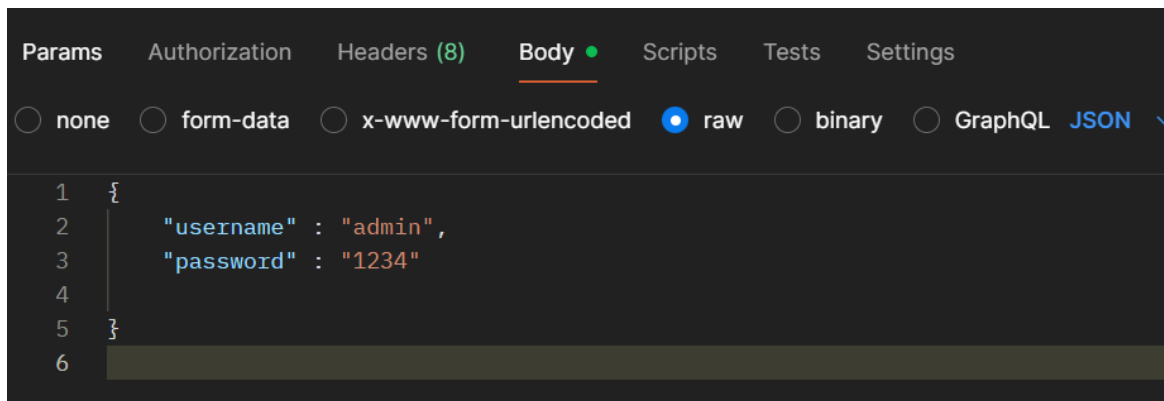 Params Authorization Headers (8) Body Scripts Tests Settings
none form-data x-www-form-urlencoded raw binary GraphQL JSON
1 {
2 "username" : "admin",
3 "password" : "1234"
4
5 }
6